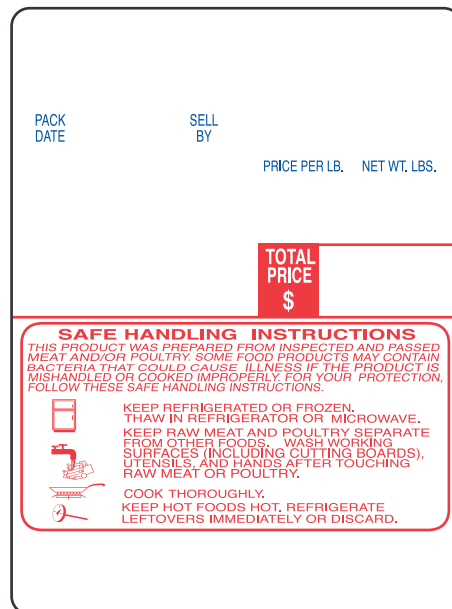 PACK DATE
SELL BY
PRICE PER LB. NET WT. LBS.
TOTAL PRICE $
SAFE HANDLING INSTRUCTIONS
THIS PRODUCT WAS PREPARED FROM INSPECTED AND PASSED
MEAT AND/OR POULTRY. SOME FOOD PRODUCTS MAY CONTAIN
BACTERIA THAT COULD CAUSE ILLNESS IF THE PRODUCT IS
MISHANDLED OR COOKED IMPROPERLY. FOR YOUR PROTECTION,
FOLLOW THESE SAFE HANDLING INSTRUCTIONS.
KEEP REFRIGERATED OR FROZEN.
THAW IN REFRIGERATOR OR MICROWAVE.
KEEP RAW MEAT AND POULTRY SEPARATE
FROM OTHER FOODS. WASH WORKING
SURFACES (INCLUDING CUTTING BOARDS),
UTENSILS, AND HANDS AFTER TOUCHING
RAW MEAT OR POULTRY.
COOK THOROUGHLY.
KEEP HOT FOODS HOT, REFRIGERATE
LEFTOVERS IMMEDIATELY OR DISCARD.